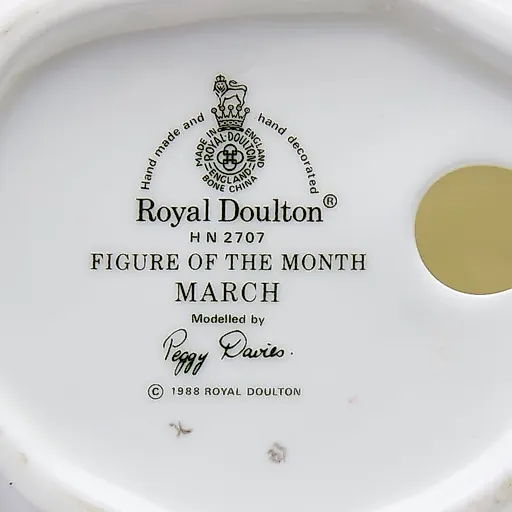 Hand made and hand decorated
MADE IN ENGLAND
ROYAL·DOULTON
ENGLAND
BONE CHINA
Royal Doulton®
HN 2707
FIGURE OF THE MONTH
MARCH
Modelled by
Peggy Davies.
© 1988 ROYAL DOULTON